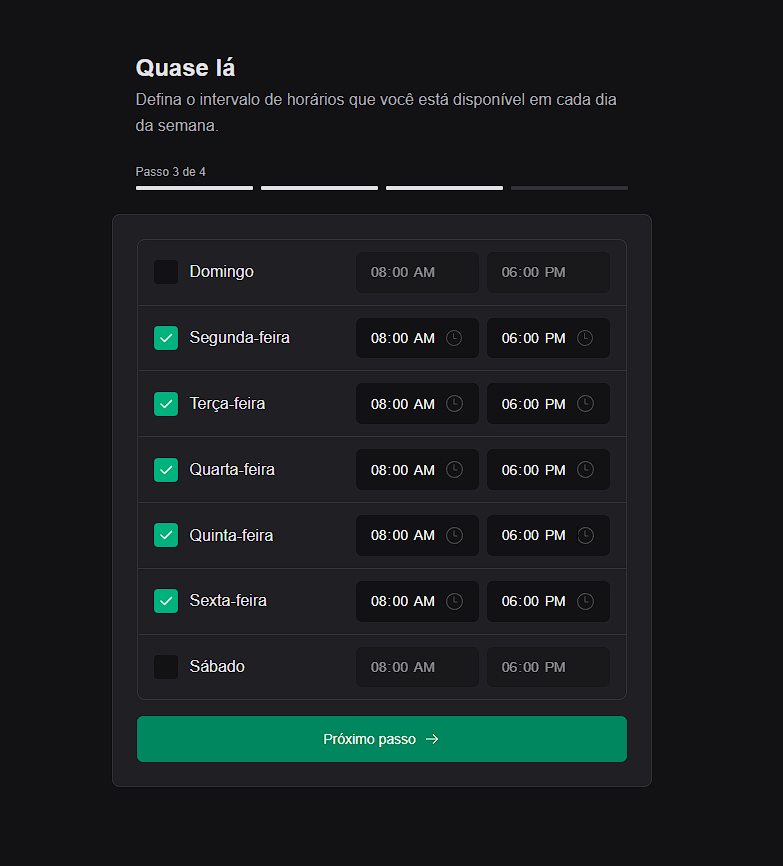 Quase lá
Defina o intervalo de horários que você está disponível em cada dia
da semana.
Passo 3 de 4
Domingo 08:00 AM 06:00 PM
Segunda-feira 08:00 AM 06:00 PM
Terça-feira 08:00 AM 06:00 PM
Quarta-feira 08:00 AM 06:00 PM
Quinta-feira 08:00 AM 06:00 PM
Sexta-feira 08:00 AM 06:00 PM
Sábado 08:00 AM 06:00 PM
Próximo passo